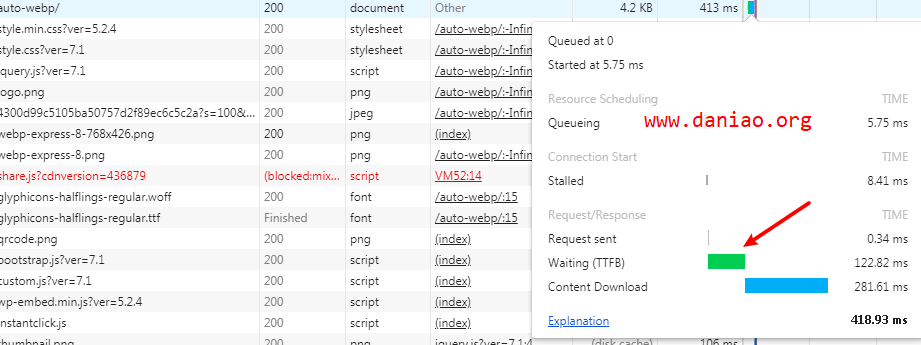 auto-webp/ 200 document Other 4.2 KB 413 ms
style.min.css?ver=5.2.4 200 stylesheet /auto-webp/:-Infin
style.css?ver=7.1 200 stylesheet /auto-webp/:-Infin
jquery.js?ver=7.1 200 script /auto-webp/:-Infin
logo.png 200 png /auto-webp/:-Infin
4300d99c5105ba50757d2f89ec6c5c2a?s=100&... 200 jpeg /auto-webp/:-Infin
webp-express-8-768x426.png 200 png (index)
webp-express-8.png 200 png /auto-webp/:-Infin
share.js?cdnversion=436879 (blocked:mix... script VM52:14
glyphicons-halflings-regular.woff 200 font /auto-webp/:15
glyphicons-halflings-regular.ttf Finished font /auto-webp/:15
qrcode.png 200 png (index)
bootstrap.js?ver=7.1 200 script (index)
custom.js?ver=7.1 200 script (index)
wp-embed.min.js?ver=5.2.4 200 script (index)
instantclick.js 200 script (index)
thumbnail.png 200 png jquery.js?ver=7.1:4 (disk cache) 106 ms
Queued at 0
Started at 5.75 ms
Resource Scheduling TIME
Queueing 5.75 ms
www.daniao.org
Connection Start TIME
Stalled 8.41 ms
Request/Response TIME
Request sent 0.34 ms
Waiting (TTFB) 122.82 ms
Content Download 281.61 ms
Explanation 418.93 ms